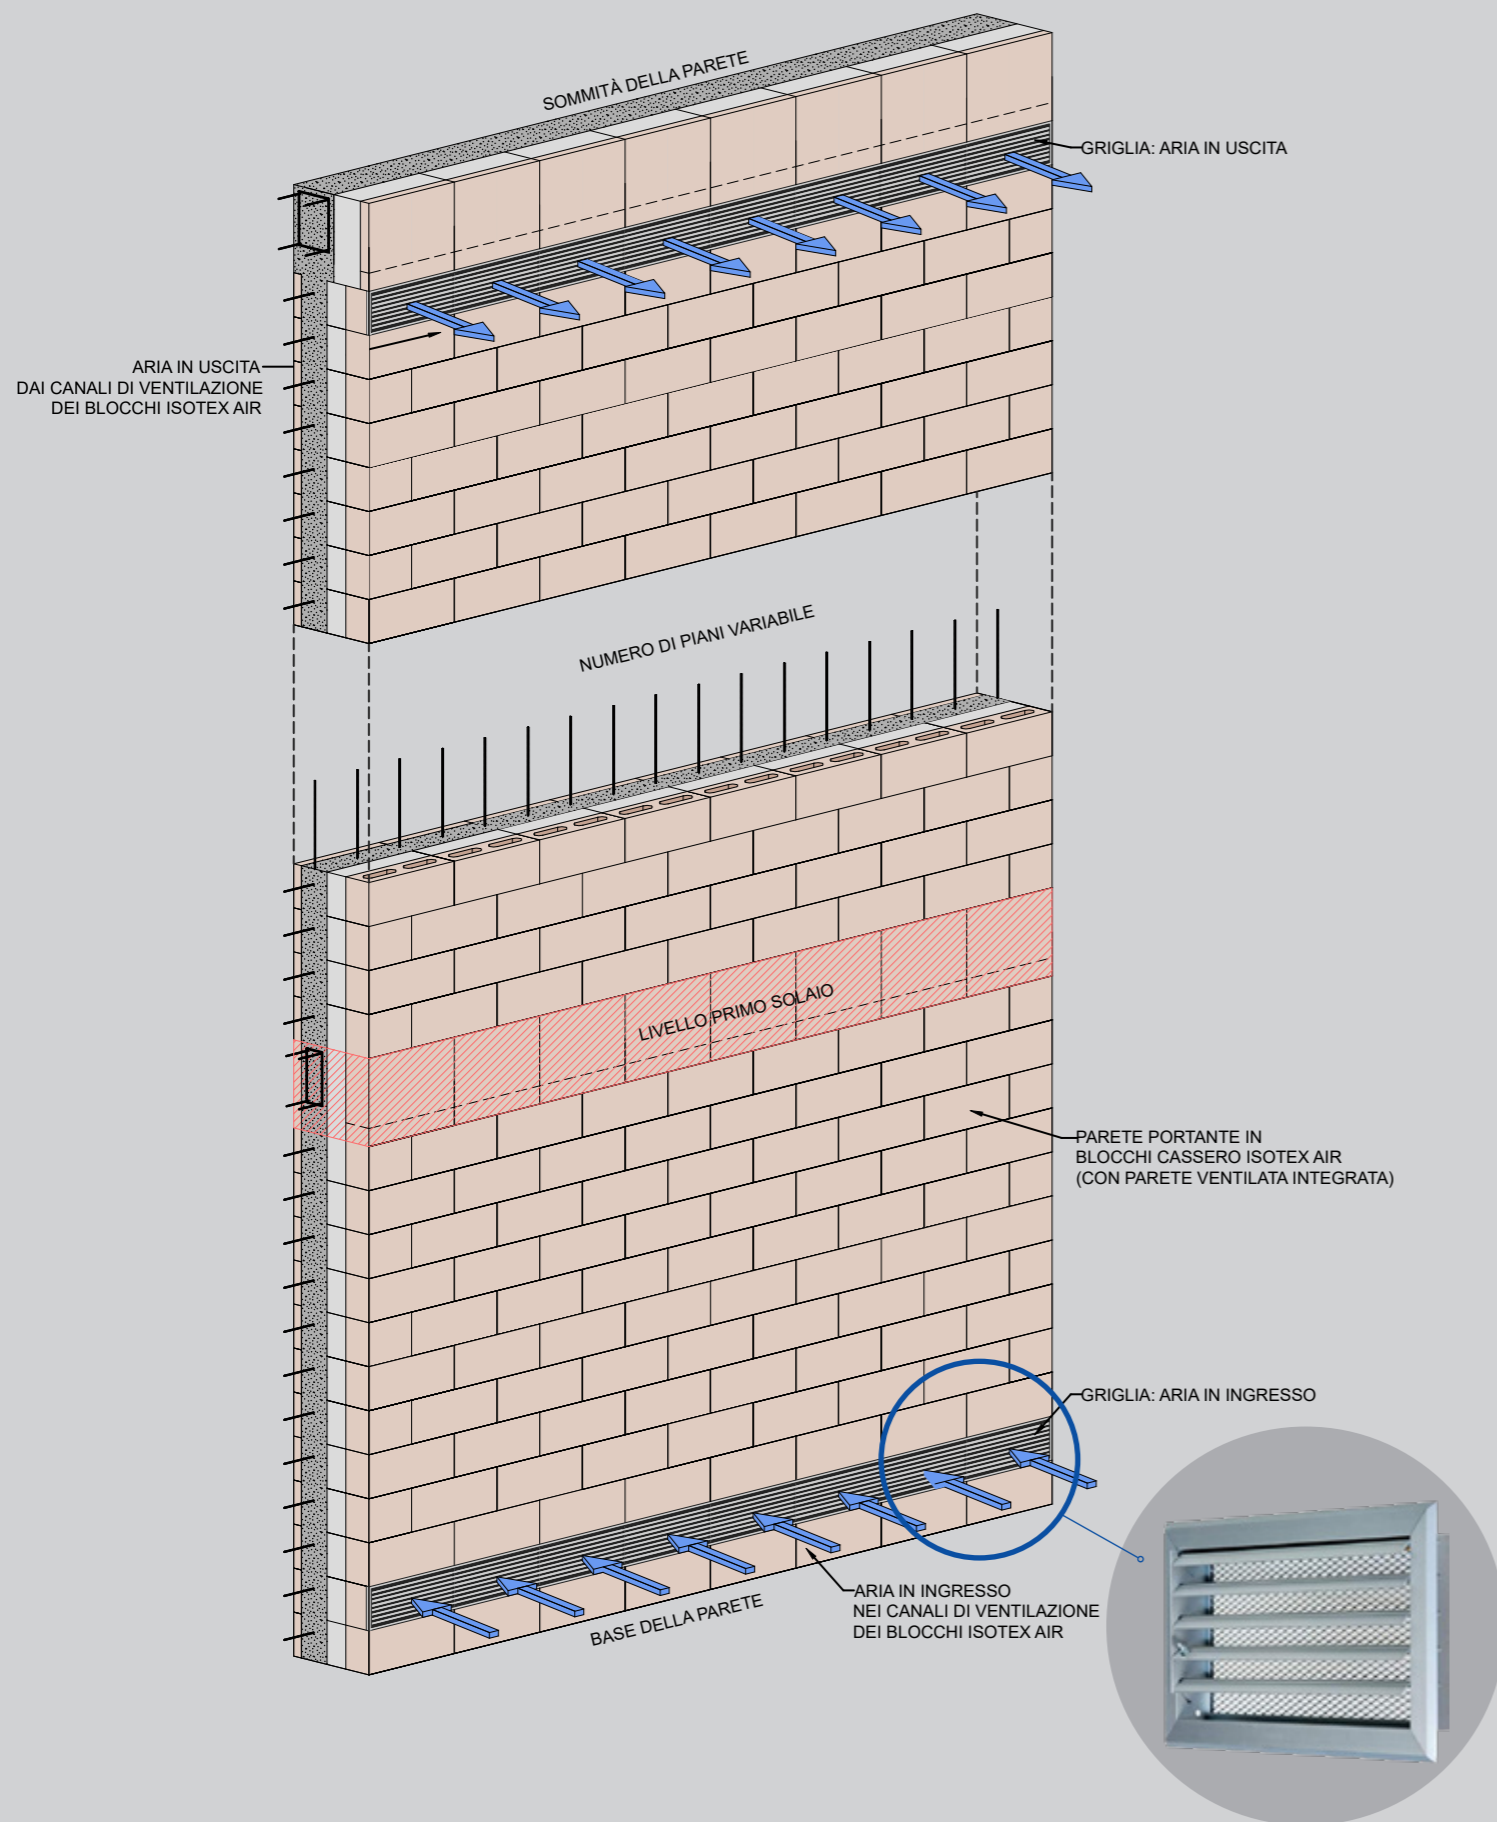 SOMMITÀ DELLA PARETE
GRIGLIA: ARIA IN USCITA
ARIA IN USCITA
DAI CANALI DI VENTILAZIONE
DEI BLOCCHI ISOTEX AIR
NUMERO DI PIANI VARIABILE
LIVELLO PRIMO SOLAIO
PARETE PORTANTE IN
BLOCCHI CASSERO ISOTEX AIR
(CON PARETE VENTILATA INTEGRATA)
GRIGLIA: ARIA IN INGRESSO
ARIA IN INGRESSO
NEI CANALI DI VENTILAZIONE
DEI BLOCCHI ISOTEX AIR
BASE DELLA PARETE